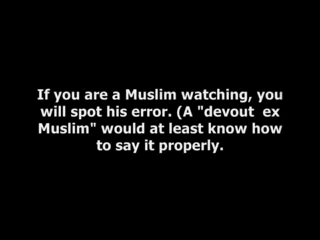 If you are a Muslim watching, you
will spot his error. (A "devout  ex
Muslim" would at least know how
to say it properly.